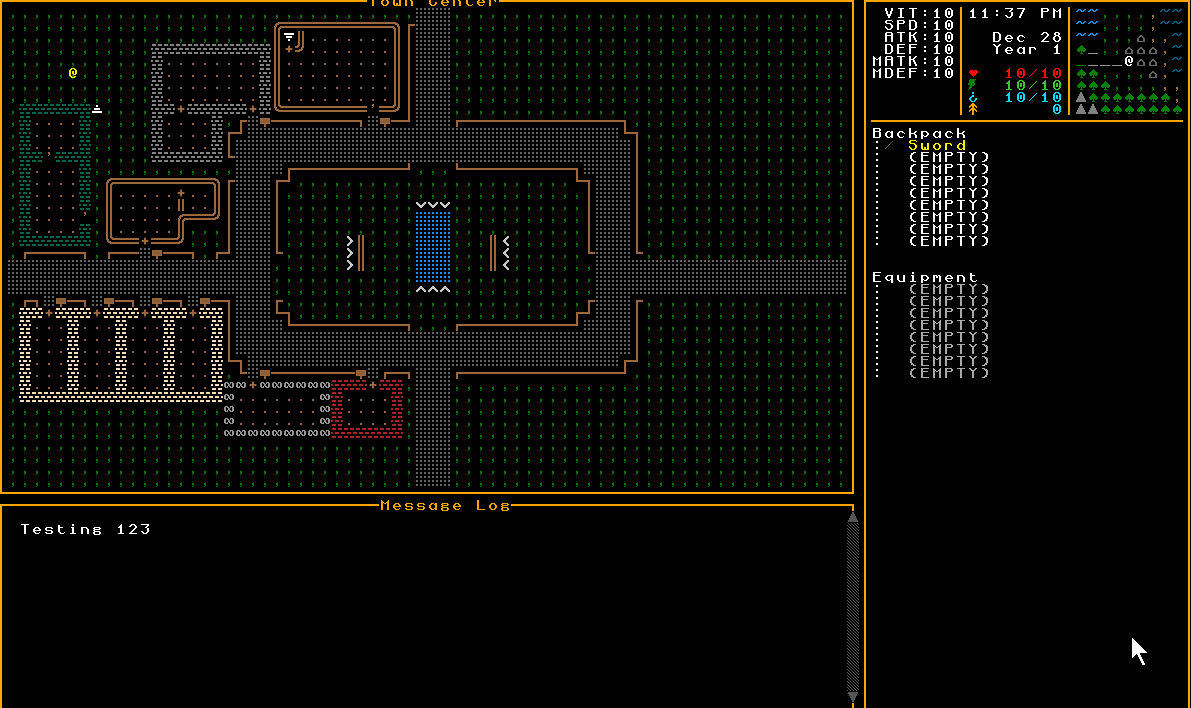 Town Center
VIT:10
SPD:10
ATK:10
DEF:10
MATK:10
MDEF:10
11:37 PM
Dec 28
Year 1
10/10
10/10
10/10
0
Backpack
Sword
(EMPTY)
(EMPTY)
(EMPTY)
(EMPTY)
(EMPTY)
(EMPTY)
(EMPTY)
(EMPTY)
Equipment
(EMPTY)
(EMPTY)
(EMPTY)
(EMPTY)
(EMPTY)
(EMPTY)
(EMPTY)
(EMPTY)
Message Log
Testing 123